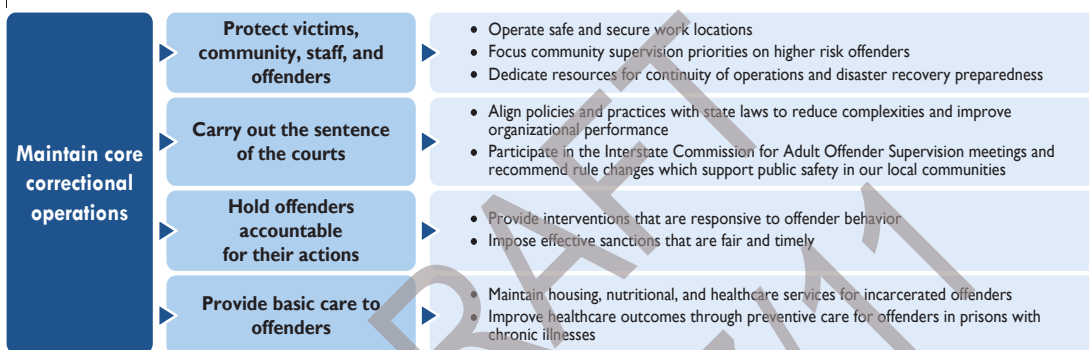 Protect victims,
community, staff, and
offenders
• Operate safe and secure work locations
• Focus community supervision priorities on higher risk offenders
• Dedicate resources for continuity of operations and disaster recovery preparedness
Maintain core
correctional
operations
Carry out the sentence
of the courts
• Align policies and practices with state laws to reduce complexities and improve
organizational performance
• Participate in the Interstate Commission for Adult Offender Supervision meetings and
recommend rule changes which support public safety in our local communities
Hold offenders
accountable
for their actions
• Provide interventions that are responsive to offender behavior
• Impose effective sanctions that are fair and timely
Provide basic care to
offenders
• Maintain housing, nutritional, and healthcare services for incarcerated offenders
• Improve healthcare outcomes through preventive care for offenders in prisons with
chronic illnesses